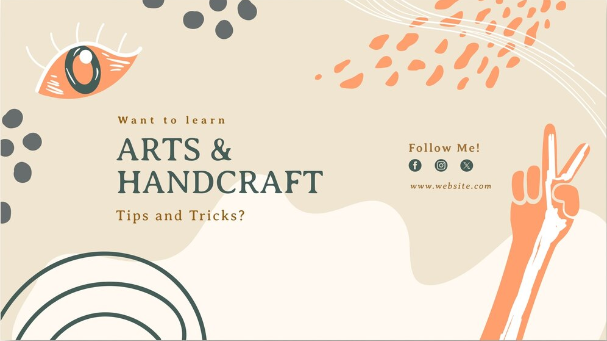 Want to learn
ARTS &
HANDCRAFT
Tips and Tricks?
Follow Me!
www.website.com